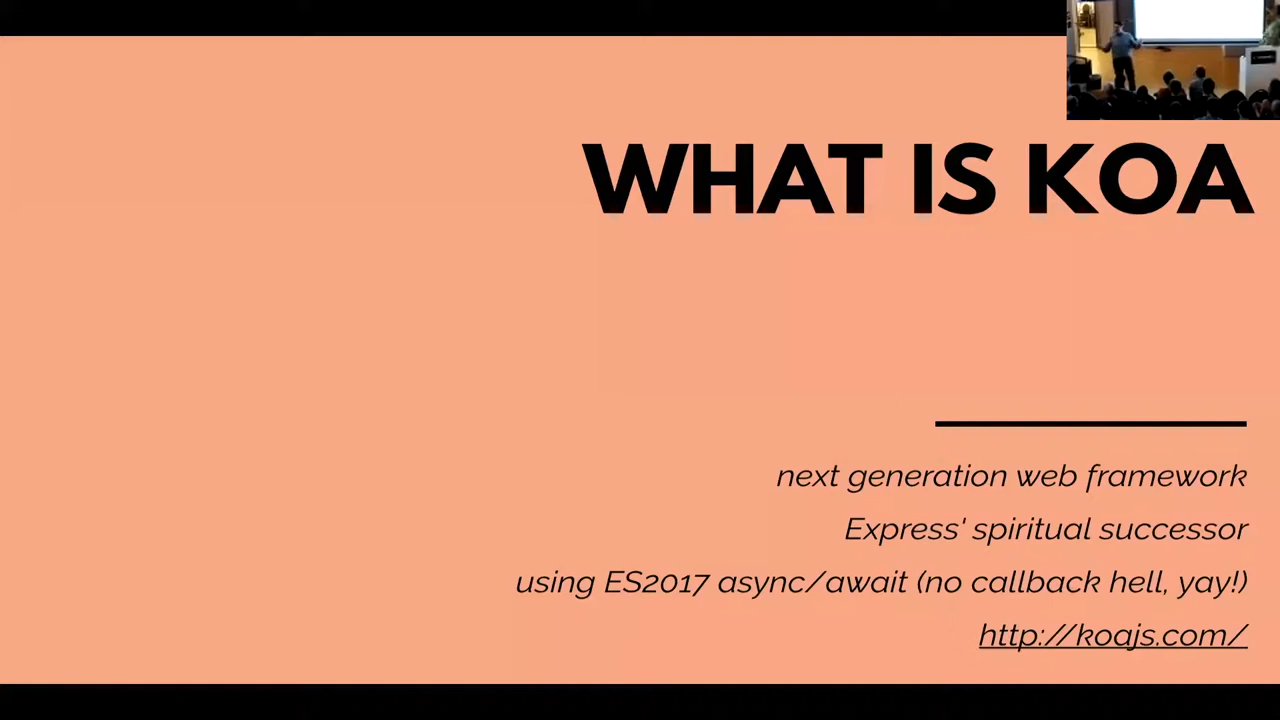 WHAT IS KOA
next generation web framework
Express' spiritual successor
using ES2017 async/await (no callback hell, yay!)
http://koajs.com/